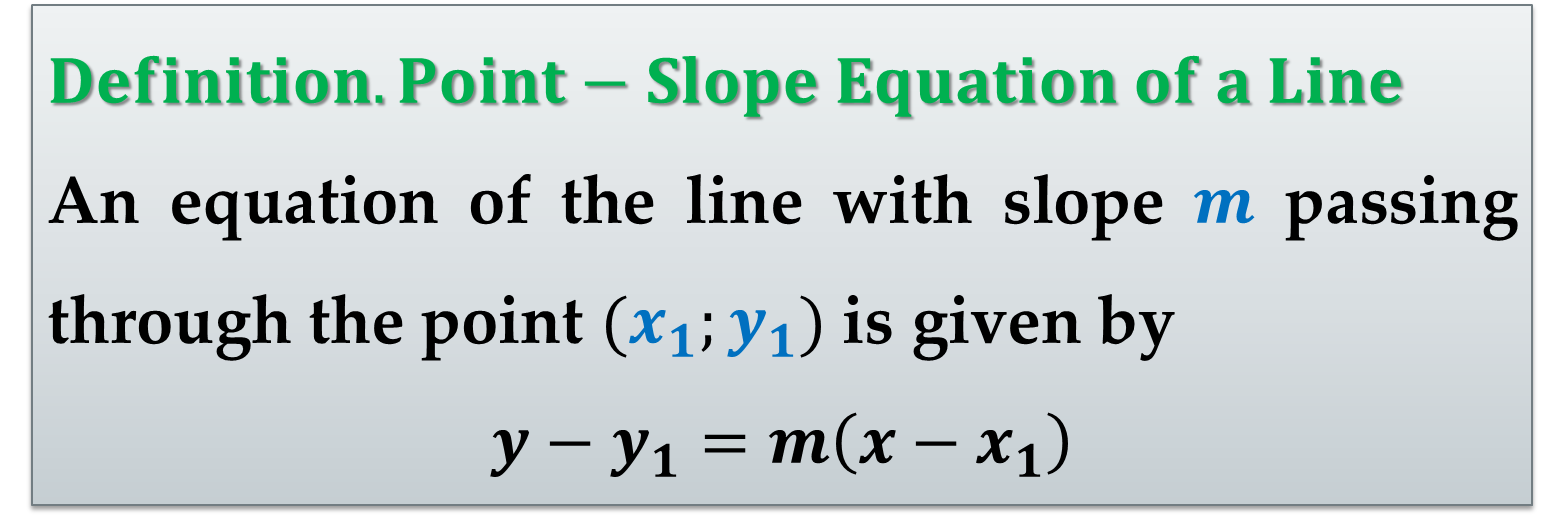 Definition. Point − Slope Equation of a Line
An equation of the line with slope m passing
through the point (x₁; y₁) is given by
y − y₁ = m(x − x₁)